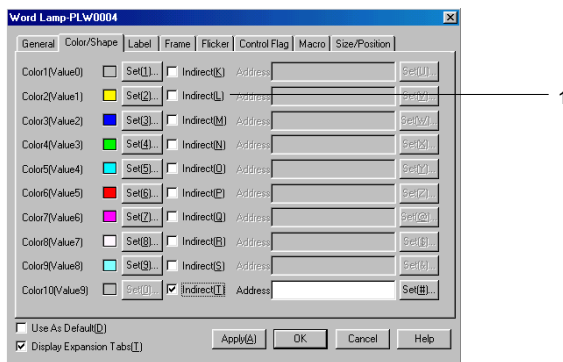 Word Lamp-PLW0004
General Color/Shape Label Frame Flicker Control Flag Macro Size/Position
Color1(Value0) Set(1)... Indirect(K) Address Set(U)...
Color2(Value1) Set(2)... Indirect(L) Address Set(V)... 1
Color3(Value2) Set(3)... Indirect(M) Address Set(W)...
Color4(Value3) Set(4)... Indirect(N) Address Set(X)...
Color5(Value4) Set(5)... Indirect(O) Address Set(Y)...
Color6(Value5) Set(6)... Indirect(P) Address Set(Z)...
Color7(Value6) Set(7)... Indirect(Q) Address Set(@)...
Color8(Value7) Set(8)... Indirect(R) Address Set($)...
Color9(Value8) Set(9)... Indirect(S) Address Set(&)...
Color10(Value9) Set(0)... Indirect(T) Address Set(#)...
Use As Default(D)
Display Expansion Tabs(I) Apply(A) OK Cancel Help